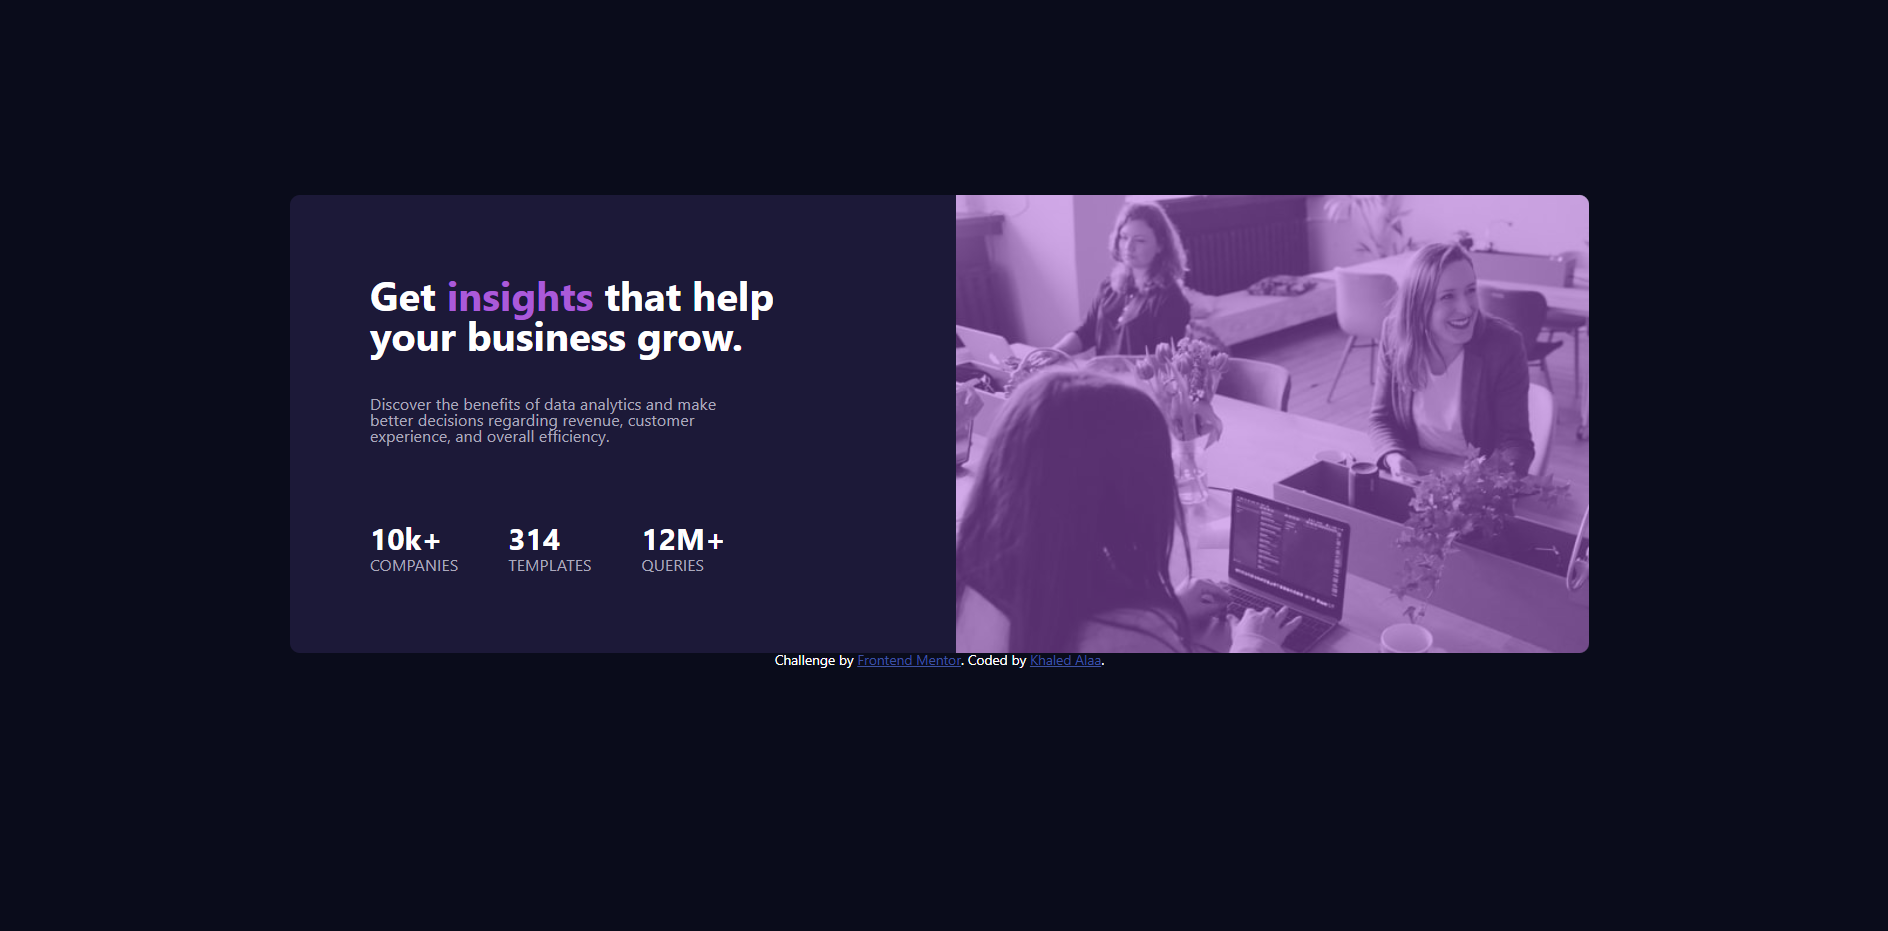 Get insights that help
your business grow.
Discover the benefits of data analytics and make
better decisions regarding revenue, customer
experience, and overall efficiency.
10k+ 314 12M+
COMPANIES TEMPLATES QUERIES
Challenge by Frontend Mentor. Coded by Khaled Alaa.